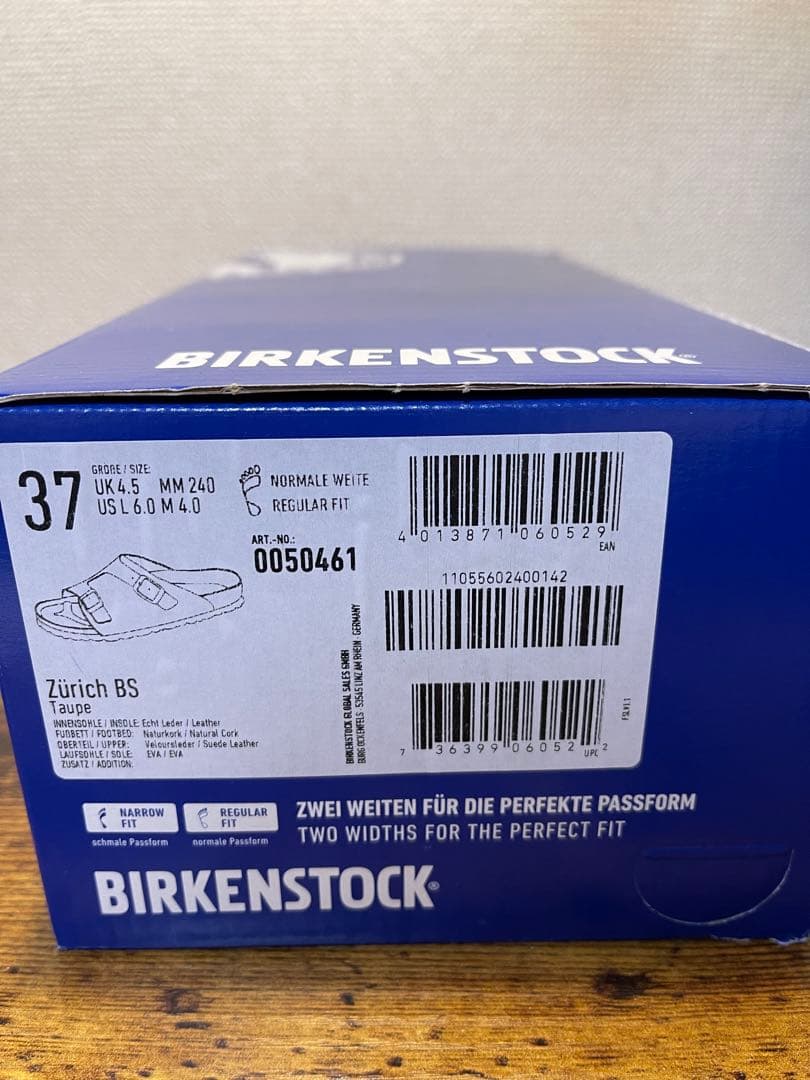 BIRKENSTOCK®
37
GRÖßE / SIZE:
UK 4.5 MM 240
US L 6.0 M 4.0
NORMALE WEITE
REGULAR FIT
ART.-NO.:
0050461
4 013871 060529
EAN
11055602400142
7 36399 06052 2
UPC
Zürich BS
Taupe
INNENSOHLE / INSOLE: Echt Leder / Leather
FUßBETT / FOOTBED: Naturkork / Natural Cork
OBERTEIL / UPPER: Veloursleder / Suede Leather
LAUFSOHLE / SOLE: EVA / EVA
ZUSATZ / ADDITION:
BIRKENSTOCK GLOBAL SALES GMBH
BURG OCKENFELS · 53545 LINZ AM RHEIN · GERMANY
FSLV1.1
NARROW FIT
schmale Passform
REGULAR FIT
normale Passform
ZWEI WEITEN FÜR DIE PERFEKTE PASSFORM
TWO WIDTHS FOR THE PERFECT FIT
BIRKENSTOCK®